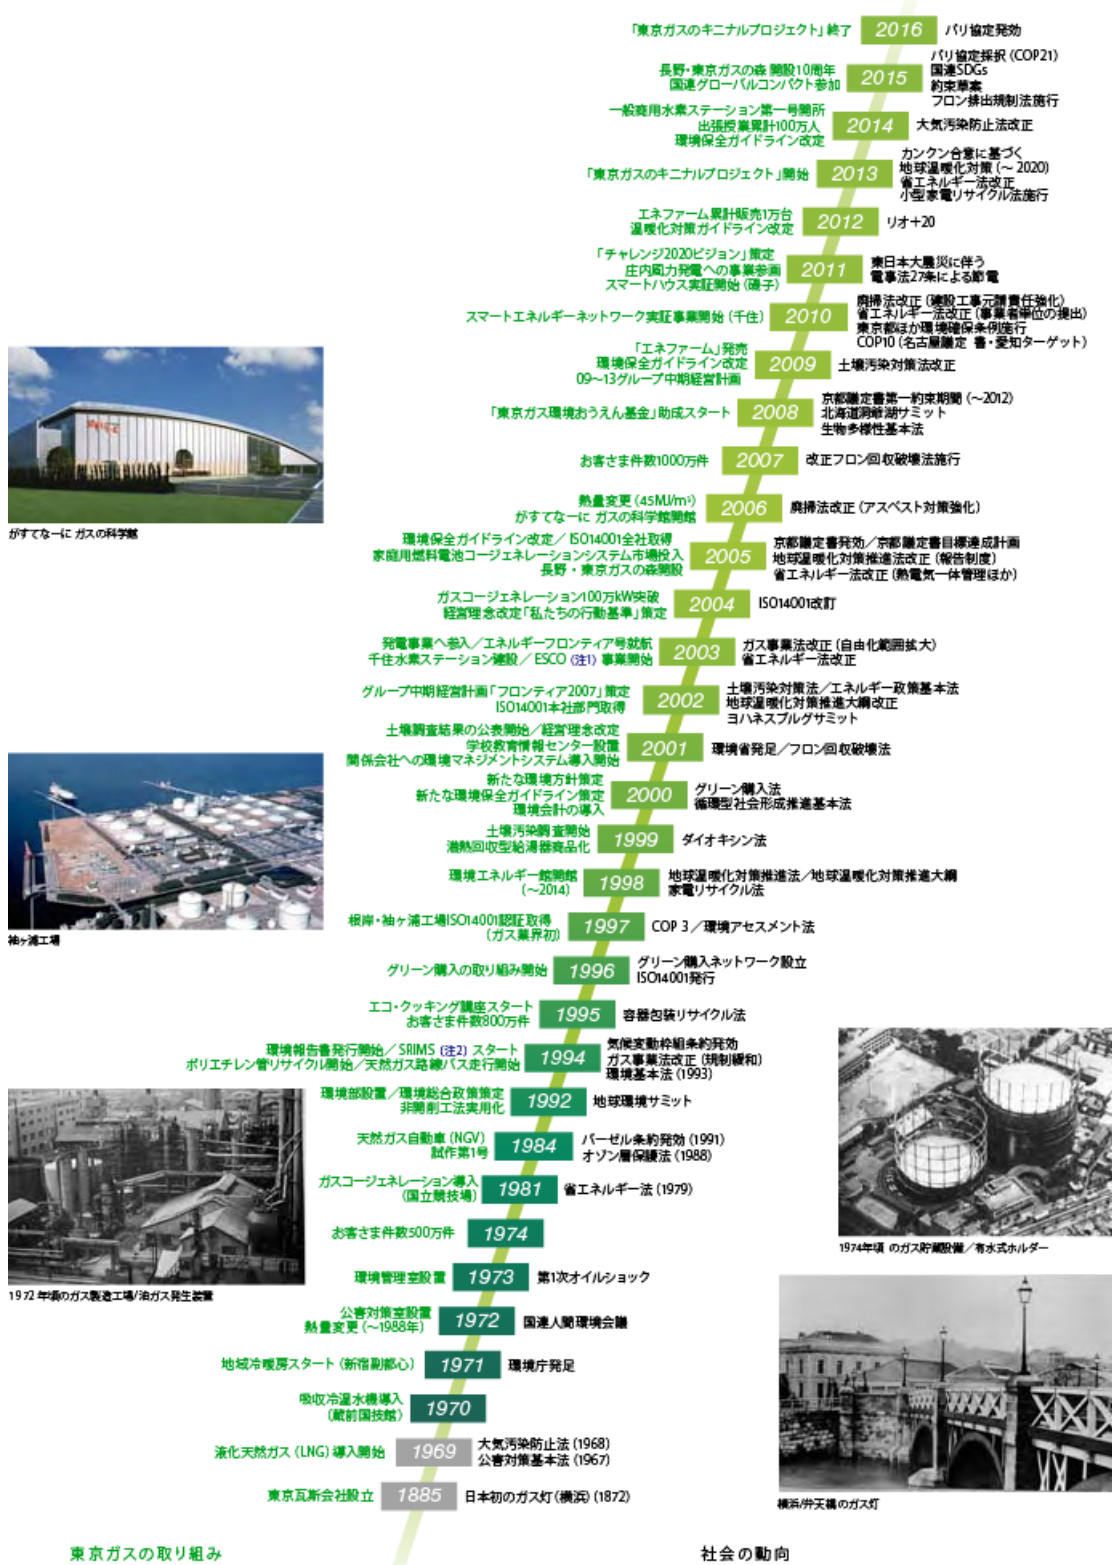 「東京ガスのキニナルプロジェクト」終了 2016 パリ協定発効
長野・東京ガスの森 開設10周年
国連グローバルコンパクト参加
2015
パリ協定採択（COP21）
国連SDGs
約束草案
フロン排出規制法施行
一般商用水素ステーション第一号開所
出張授業累計100万人
環境保全ガイドライン改定
2014
大気汚染防止法改正
「東京ガスのキニナルプロジェクト」開始
2013
カンクン合意に基づく
地球温暖化対策（～2020）
省エネルギー法改正
小型家電リサイクル法施行
エネファーム累計販売1万台
温暖化対策ガイドライン改定
2012
リオ＋20
「チャレンジ2020ビジョン」策定
庄内風力発電への事業参画
スマートハウス実証開始（磯子）
2011
東日本大震災に伴う
電事法27条による節電
スマートエネルギーネットワーク実証事業開始（千住）
2010
廃掃法改正（建設工事元請責任強化）
省エネルギー法改正（事業者単位の提出）
東京都ほか環境確保条例施行
COP10（名古屋議定 書・愛知ターゲット）
「エネファーム」発売
環境保全ガイドライン改定
09～13グループ中期経営計画
2009
土壌汚染対策法改正
「東京ガス環境おうえん基金」助成スタート
2008
京都議定書第一約束期間（～2012）
北海道洞爺湖サミット
生物多様性基本法
お客さま件数1000万件
2007
改正フロン回収破壊法施行
熱量変更（45MJ/m³）
がすてなーに ガスの科学館開館
2006
廃掃法改正（アスベスト対策強化）
環境保全ガイドライン改定／ISO14001全社取得
家庭用燃料電池コージェネレーションシステム市場投入
長野・東京ガスの森開設
2005
京都議定書発効／京都議定書目標達成計画
地球温暖化対策推進法改正（報告制度）
省エネルギー法改正（熱電気一体管理ほか）
ガスコージェネレーション100万kW突破
経営理念改定「私たちの行動基準」策定
2004
ISO14001改訂
発電事業へ参入／エネルギーフロンティア号就航
千住水素ステーション建設／ESCO（注1）事業開始
2003
ガス事業法改正（自由化範囲拡大）
省エネルギー法改正
グループ中期経営計画「フロンティア2007」策定
ISO14001本社部門取得
2002
土壌汚染対策法／エネルギー政策基本法
地球温暖化対策推進大綱改正
ヨハネスブルグサミット
土壌調査結果の公表開始／経営理念改定
学校教育情報センター設置
関係会社への環境マネジメントシステム導入開始
2001
環境省発足／フロン回収破壊法
新たな環境方針策定
新たな環境保全ガイドライン策定
環境会計の導入
2000
グリーン購入法
循環型社会形成推進基本法
土壌汚染調査開始
潜熱回収型給湯器商品化
1999
ダイオキシン法
環境エネルギー館開館
（～2014）
1998
地球温暖化対策推進法／地球温暖化対策推進大綱
家電リサイクル法
根岸・袖ヶ浦工場ISO14001認証取得
（ガス業界初）
1997
COP 3／環境アセスメント法
グリーン購入の取り組み開始
1996
グリーン購入ネットワーク設立
ISO14001発行
エコ・クッキング講座スタート
お客さま件数800万件
1995
容器包装リサイクル法
環境報告書発行開始／SRIMS（注2）スタート
ポリエチレン管リサイクル開始／天然ガス路線バス走行開始
1994
気候変動枠組条約発効
ガス事業法改正（規制緩和）
環境基本法（1993）
環境部設置／環境総合政策策定
非開削工法実用化
1992
地球環境サミット
天然ガス自動車（NGV）
試作第1号
1984
バーゼル条約発効（1991）
オゾン層保護法（1988）
ガスコージェネレーション導入
（国立競技場）
1981
省エネルギー法（1979）
お客さま件数500万件
1974
環境管理室設置
1973
第1次オイルショック
公害対策室設置
熱量変更（～1988年）
1972
国連人間環境会議
地域冷暖房スタート（新宿副都心）
1971
環境庁発足
吸収冷温水機導入
（蔵前国技館）
1970
液化天然ガス（LNG）導入開始
1969
大気汚染防止法（1968）
公害対策基本法（1967）
東京瓦斯会社設立
1885
日本初のガス灯（横浜）（1872）
がすてなーに ガスの科学館
袖ヶ浦工場
1972年頃のガス製造工場/油ガス発生装置
1974年頃 のガス貯蔵設備／有水式ホルダー
横浜/弁天橋のガス灯
東京ガスの取り組み
社会の動向